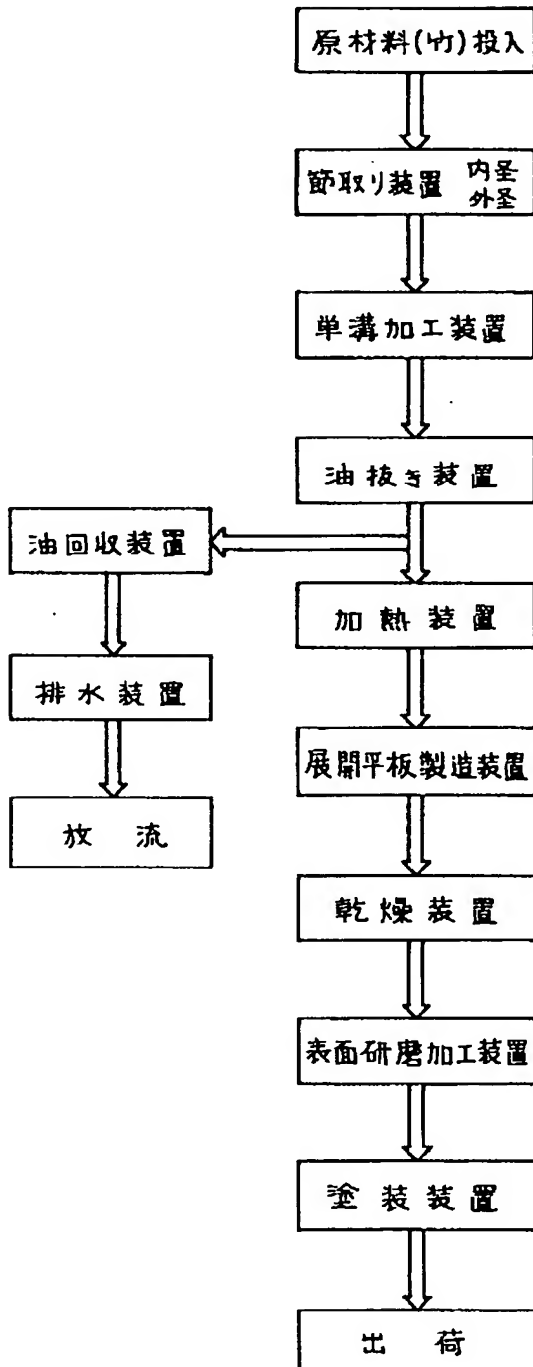 原材料(竹)投入
節取り装置 内圣
外圣
単溝加工装置
油抜き装置
油回収装置
加熱装置
排水装置
展開平板製造装置
放流
乾燥装置
表面研磨加工装置
塗装装置
出荷